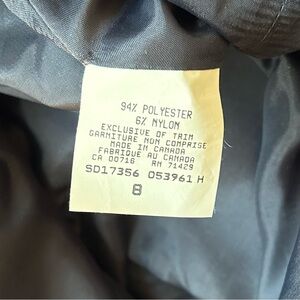 94% POLYESTER
6% NYLON
EXCLUSIVE OF TRIM
GARNITURE NON COMPRISE
MADE IN CANADA
FABRIQUE AU CANADA
CA 00716 RN 71429
SD17356 053961 H
8